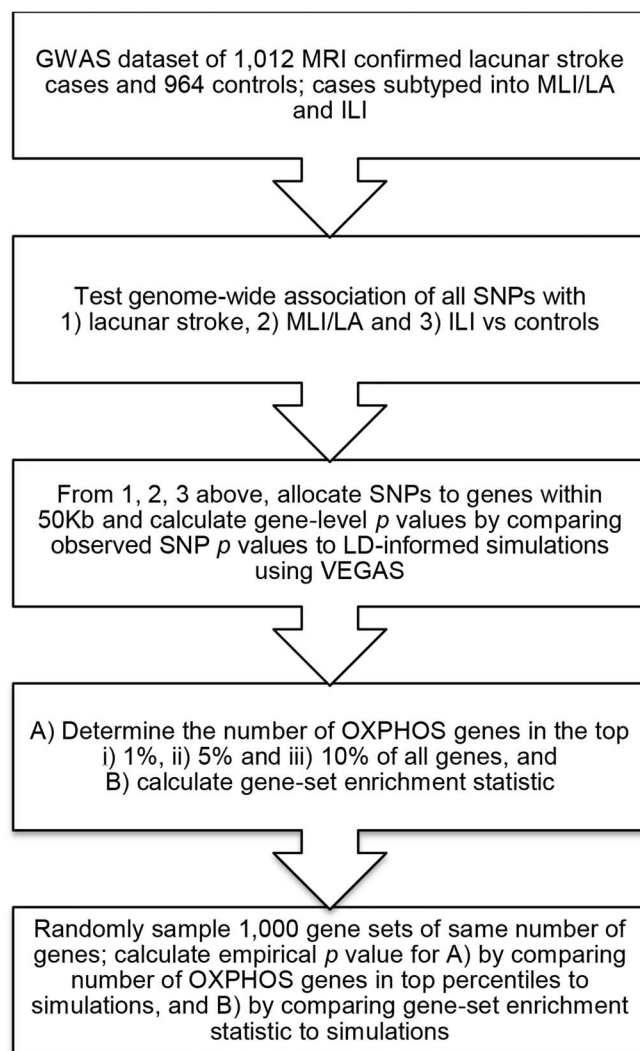 GWAS dataset of 1,012 MRI confirmed lacunar stroke
cases and 964 controls; cases subtyped into MLI/LA
and ILI
Test genome-wide association of all SNPs with
1) lacunar stroke, 2) MLI/LA and 3) ILI vs controls
From 1, 2, 3 above, allocate SNPs to genes within
50Kb and calculate gene-level p values by comparing
observed SNP p values to LD-informed simulations
using VEGAS
A) Determine the number of OXPHOS genes in the top
i) 1%, ii) 5% and iii) 10% of all genes, and
B) calculate gene-set enrichment statistic
Randomly sample 1,000 gene sets of same number of
genes; calculate empirical p value for A) by comparing
number of OXPHOS genes in top percentiles to
simulations, and B) by comparing gene-set enrichment
statistic to simulations